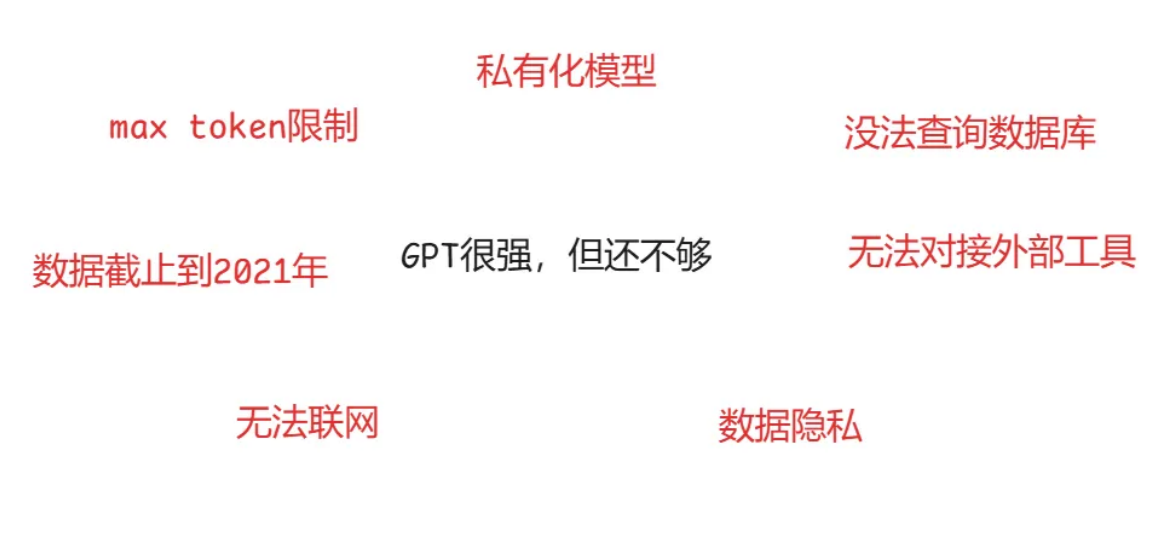 私有化模型
max token限制
没法查询数据库
GPT很强，但还不够
无法对接外部工具
数据截止到2021年
无法联网
数据隐私